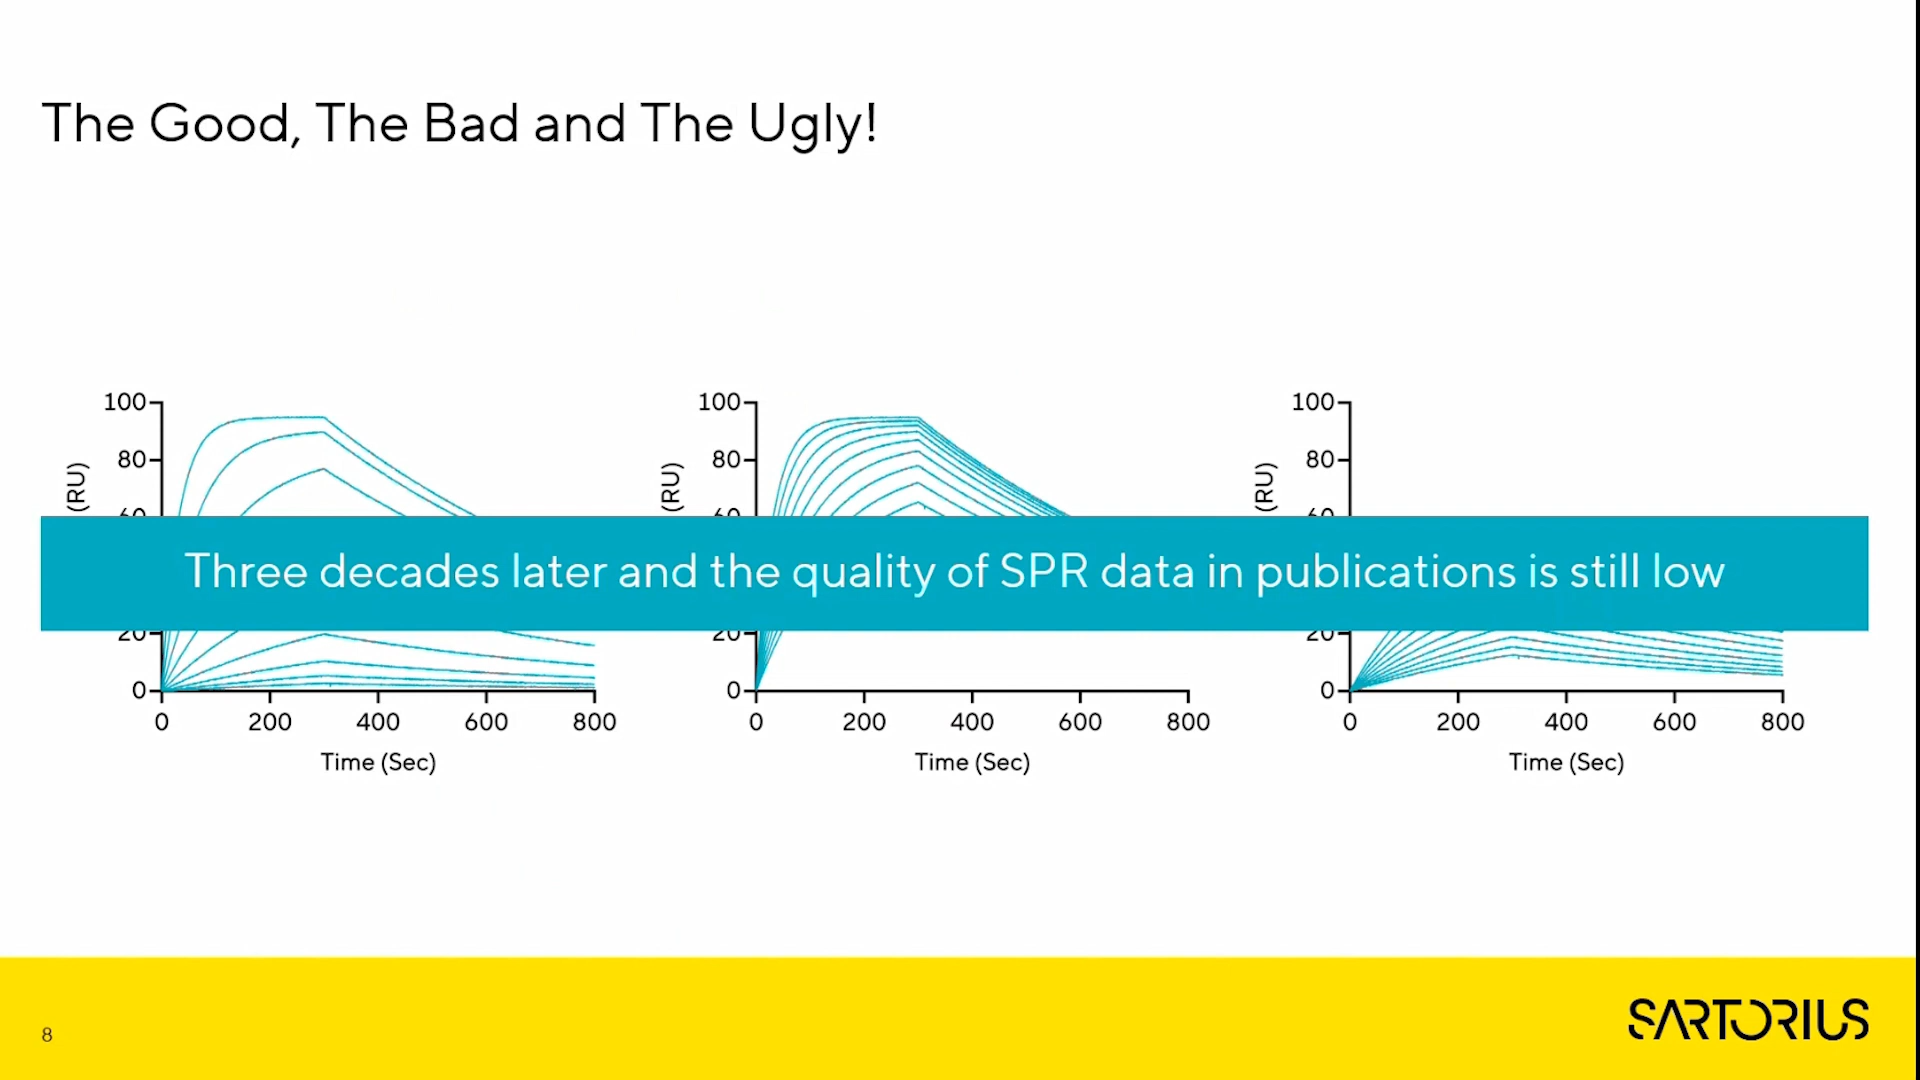 The Good, The Bad and The Ugly!
100
80
60
20
0
(RU)
0 200 400 600 800
Time (Sec)
100
80
60
20
0
(RU)
0 200 400 600 800
Time (Sec)
100
80
60
20
0
(RU)
0 200 400 600 800
Time (Sec)
Three decades later and the quality of SPR data in publications is still low
8
SARTORIUS